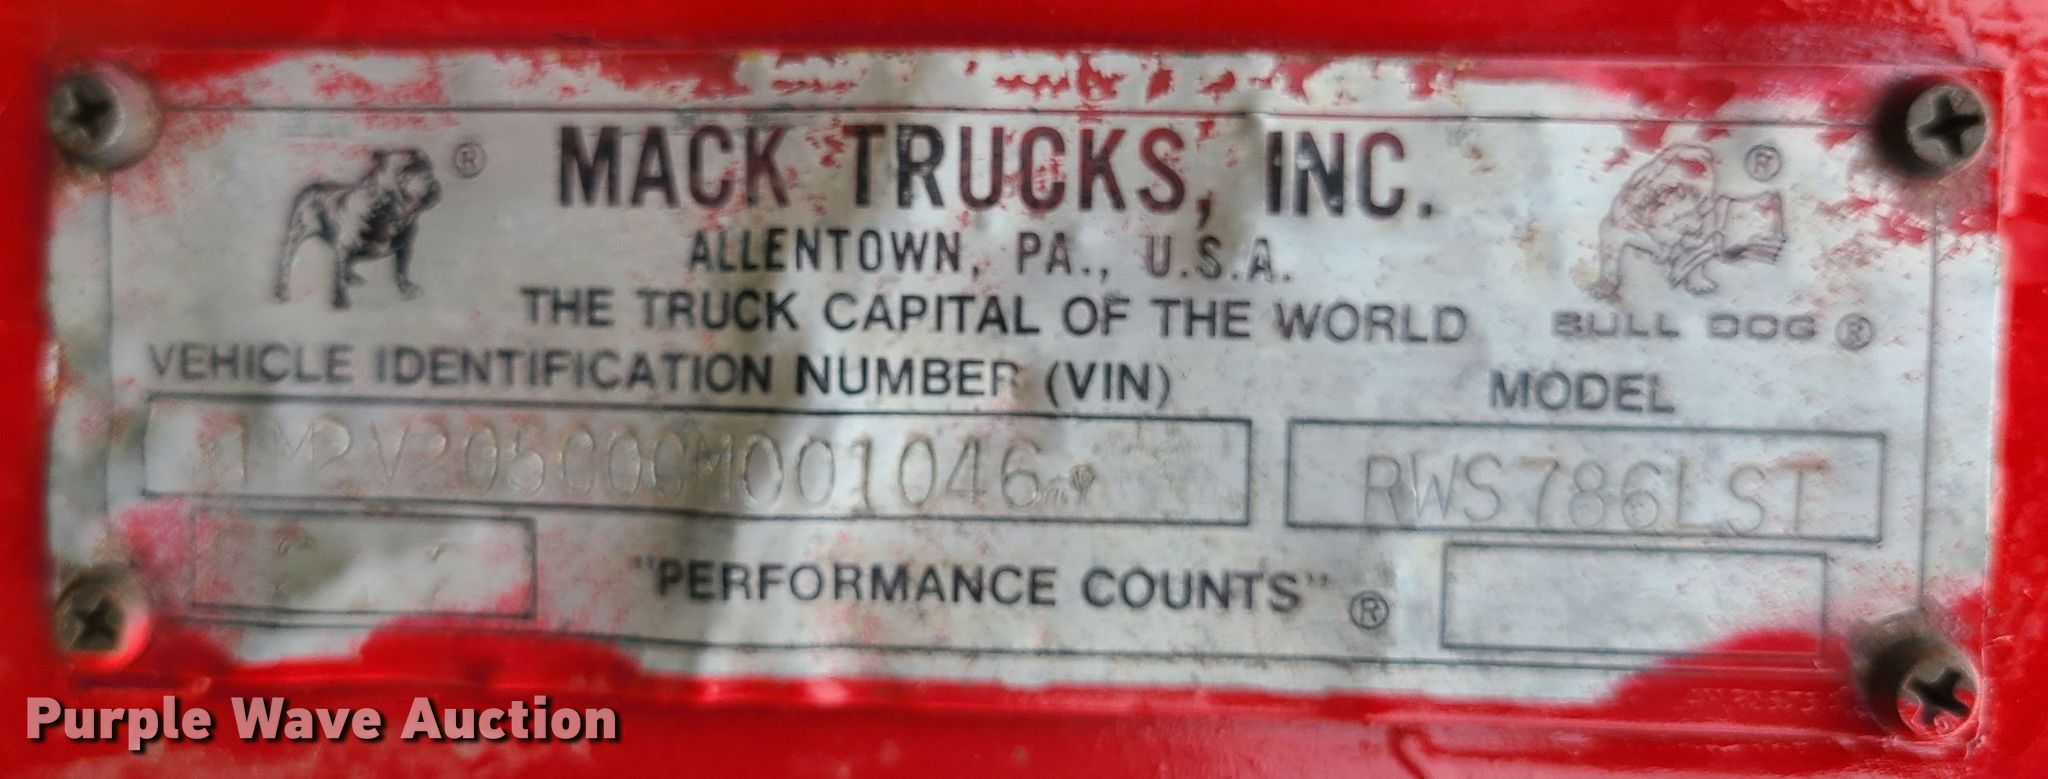 MACK TRUCKS, INC.
ALLENTOWN, PA., U.S.A.
THE TRUCK CAPITAL OF THE WORLD
BULL DOG ®
VEHICLE IDENTIFICATION NUMBER (VIN)
MODEL
RWS786LST
"PERFORMANCE COUNTS" ®
Purple Wave Auction